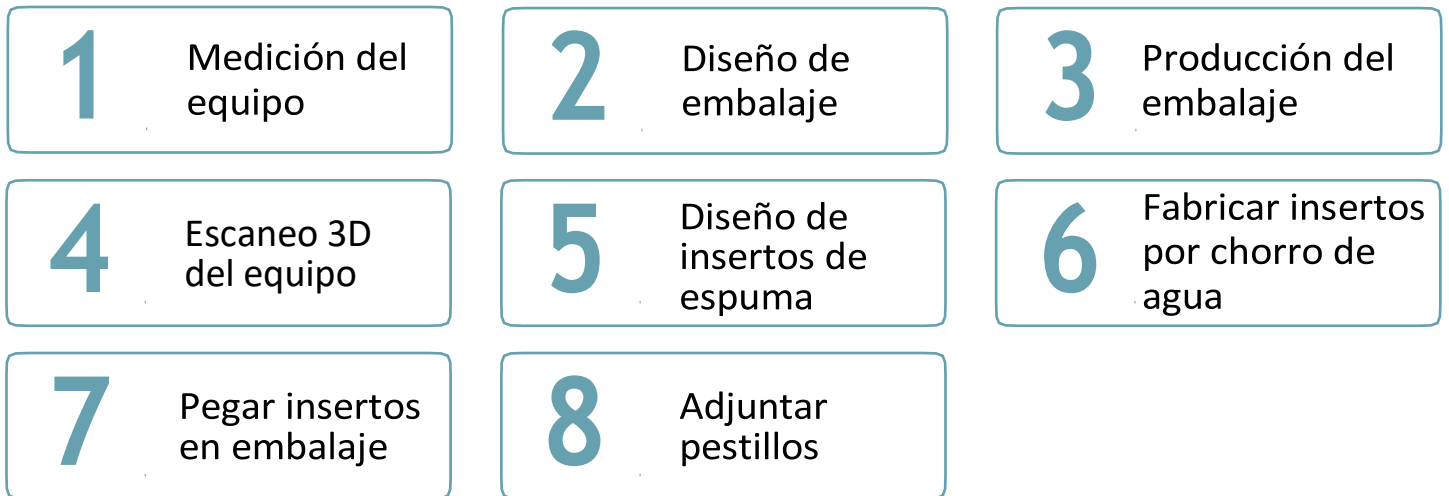 1
Medición del
equipo
2
Diseño de
embalaje
3
Producción del
embalaje
4
Escaneo 3D
del equipo
5
Diseño de
insertos de
espuma
6
Fabricar insertos
por chorro de
agua
7
Pegar insertos
en embalaje
8
Adjuntar
pestillos